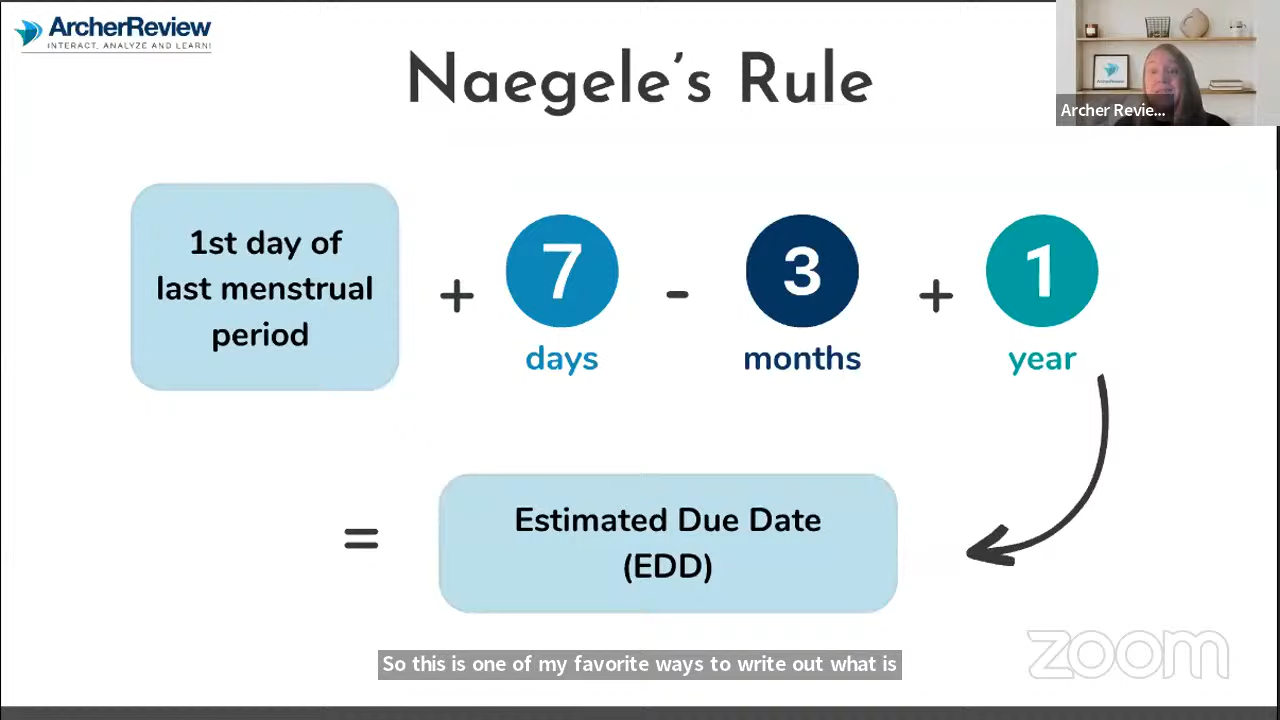 ArcherReview
INTERACT, ANALYZE AND LEARN!
Naegele's Rule
Archer Revie...
1st day of
last menstrual
period
+ 7 - 3 + 1
days months year
= Estimated Due Date
(EDD)
So this is one of my favorite ways to write out what is
zoom